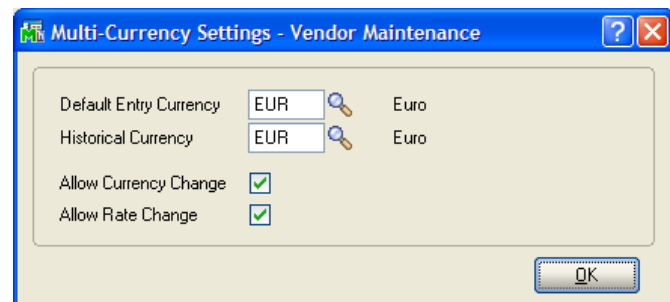 Multi-Currency Settings - Vendor Maintenance
Default Entry Currency EUR Euro
Historical Currency EUR Euro
Allow Currency Change
Allow Rate Change
OK